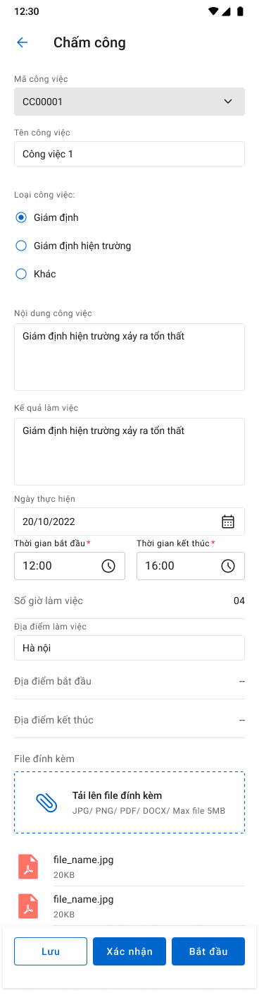 12:30
Chấm công
Mã công việc
CC00001
Tên công việc
Công việc 1
Loại công việc:
Giám định
Giám định hiện trường
Khác
Nội dung công việc
Giám định hiện trường xảy ra tổn thất
Kế quả làm việc
Giám định hiện trường xảy ra tổn thất
Ngày thực hiện
20/10/2022
Thời gian bắt đầu* Thời gian kết thúc*
12:00 16:00
Số giờ làm việc 04
Địa điểm làm việc
Hà nội
Địa điểm bắt đầu --
Địa điểm kết thúc --
File đính kèm
Tải lên file đính kèm
JPG/ PNG/ PDF/ DOCX/ Max file 5MB
file_name.jpg
20KB
file_name.jpg
20KB
Lưu Xác nhận Bắt đầu